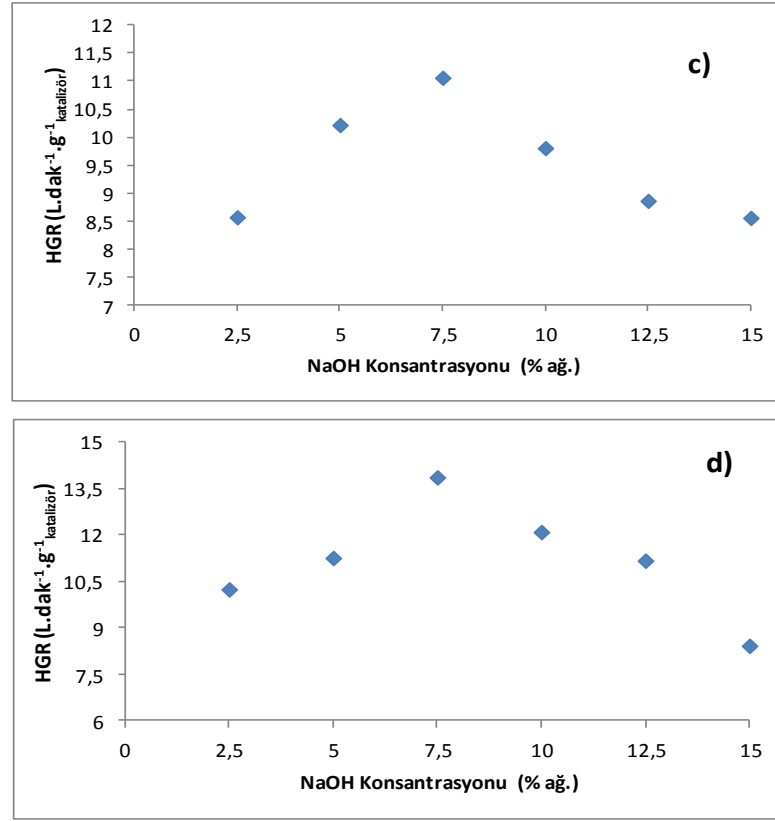 c)
HGR (L.dak⁻¹.g⁻¹katalizör)
12
11,5
11
10,5
10
9,5
9
8,5
8
7,5
7
0 2,5 5 7,5 10 12,5 15
NaOH Konsantrasyonu (% ağ.)
d)
HGR (L.dak⁻¹.g⁻¹katalizör)
15
13,5
12
10,5
9
7,5
6
0 2,5 5 7,5 10 12,5 15
NaOH Konsantrasyonu (% ağ.)